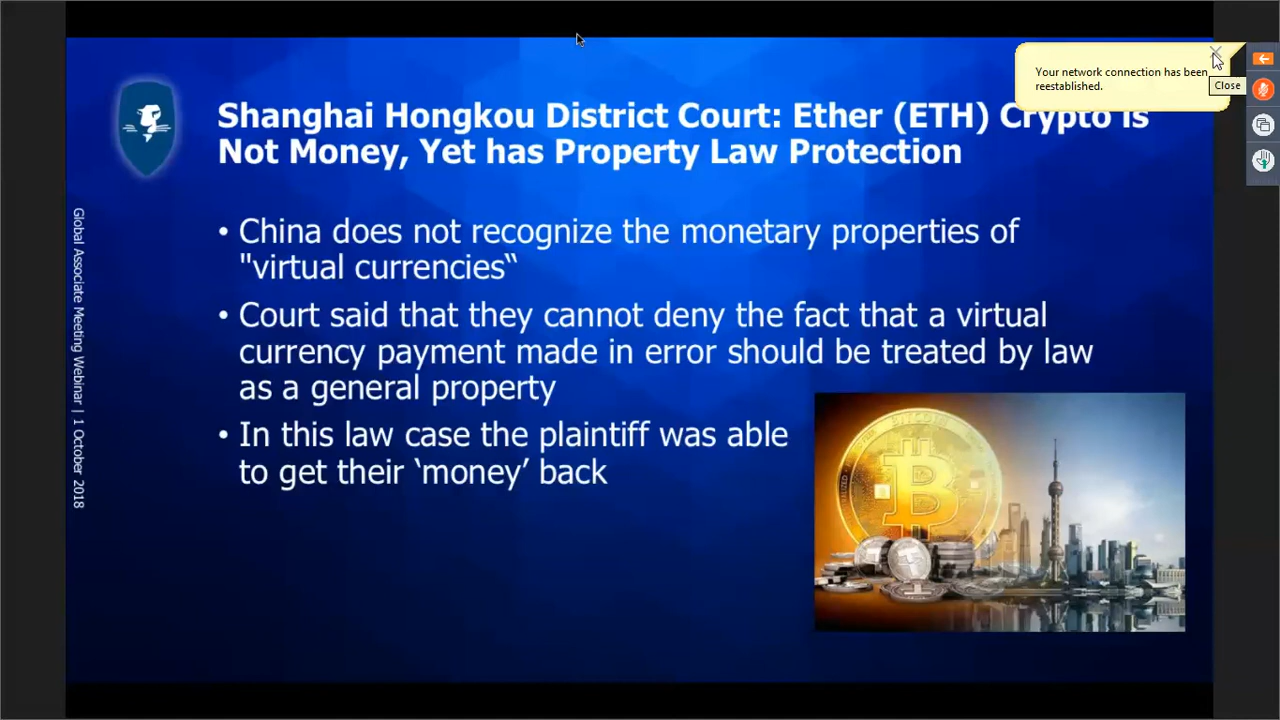 Your network connection has been
reestablished.
Close
Shanghai Hongkou District Court: Ether (ETH) Crypto is
Not Money, Yet has Property Law Protection
• China does not recognize the monetary properties of
"virtual currencies“
• Court said that they cannot deny the fact that a virtual
currency payment made in error should be treated by law
as a general property
• In this law case the plaintiff was able
to get their ‘money’ back
Global Associate Meeting Webinar | 1 October 2018
BITCOIN